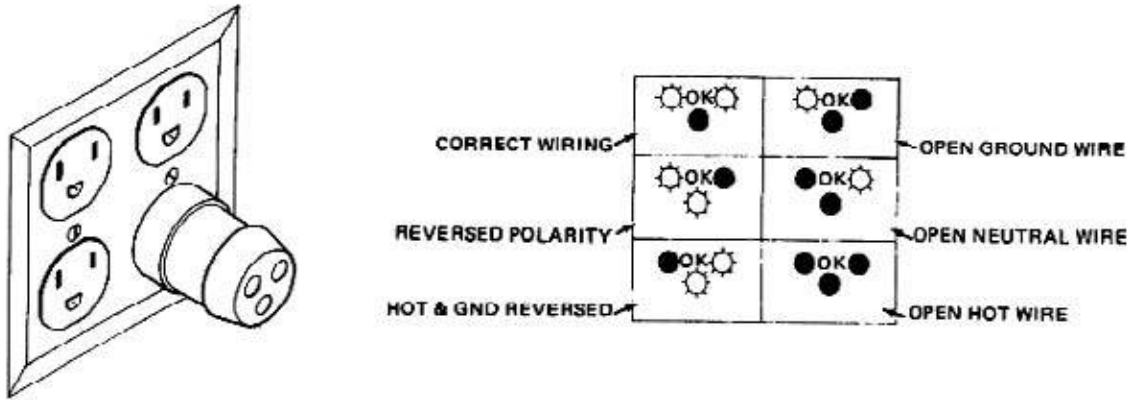 OK OK
CORRECT WIRING OPEN GROUND WIRE
OK OK
REVERSED POLARITY OPEN NEUTRAL WIRE
OK OK
HOT & GND REVERSED OPEN HOT WIRE